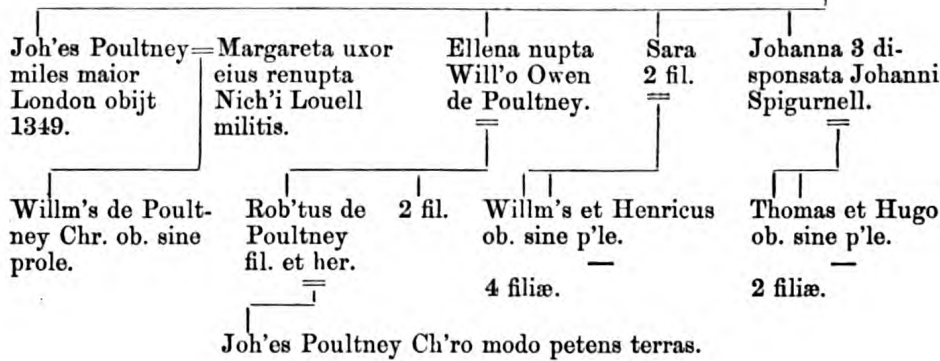 Joh'es Poultney
miles maior
London obijt
1349.
Margareta uxor
eius renupta
Nich'i Louell
militis.
Ellena nupta
Will'o Owen
de Poultney.
Sara
2 fil.
Johanna 3 di-
sponsata Johanni
Spigurnell.
Willm's de Poult-
ney Chr. ob. sine
prole.
Rob'tus de
Poultney
fil. et her.
2 fil.
Willm's et Henricus
ob. sine p'le.
4 filiæ.
Thomas et Hugo
ob. sine p'le.
2 filiæ.
Joh'es Poultney Ch'ro modo petens terras.